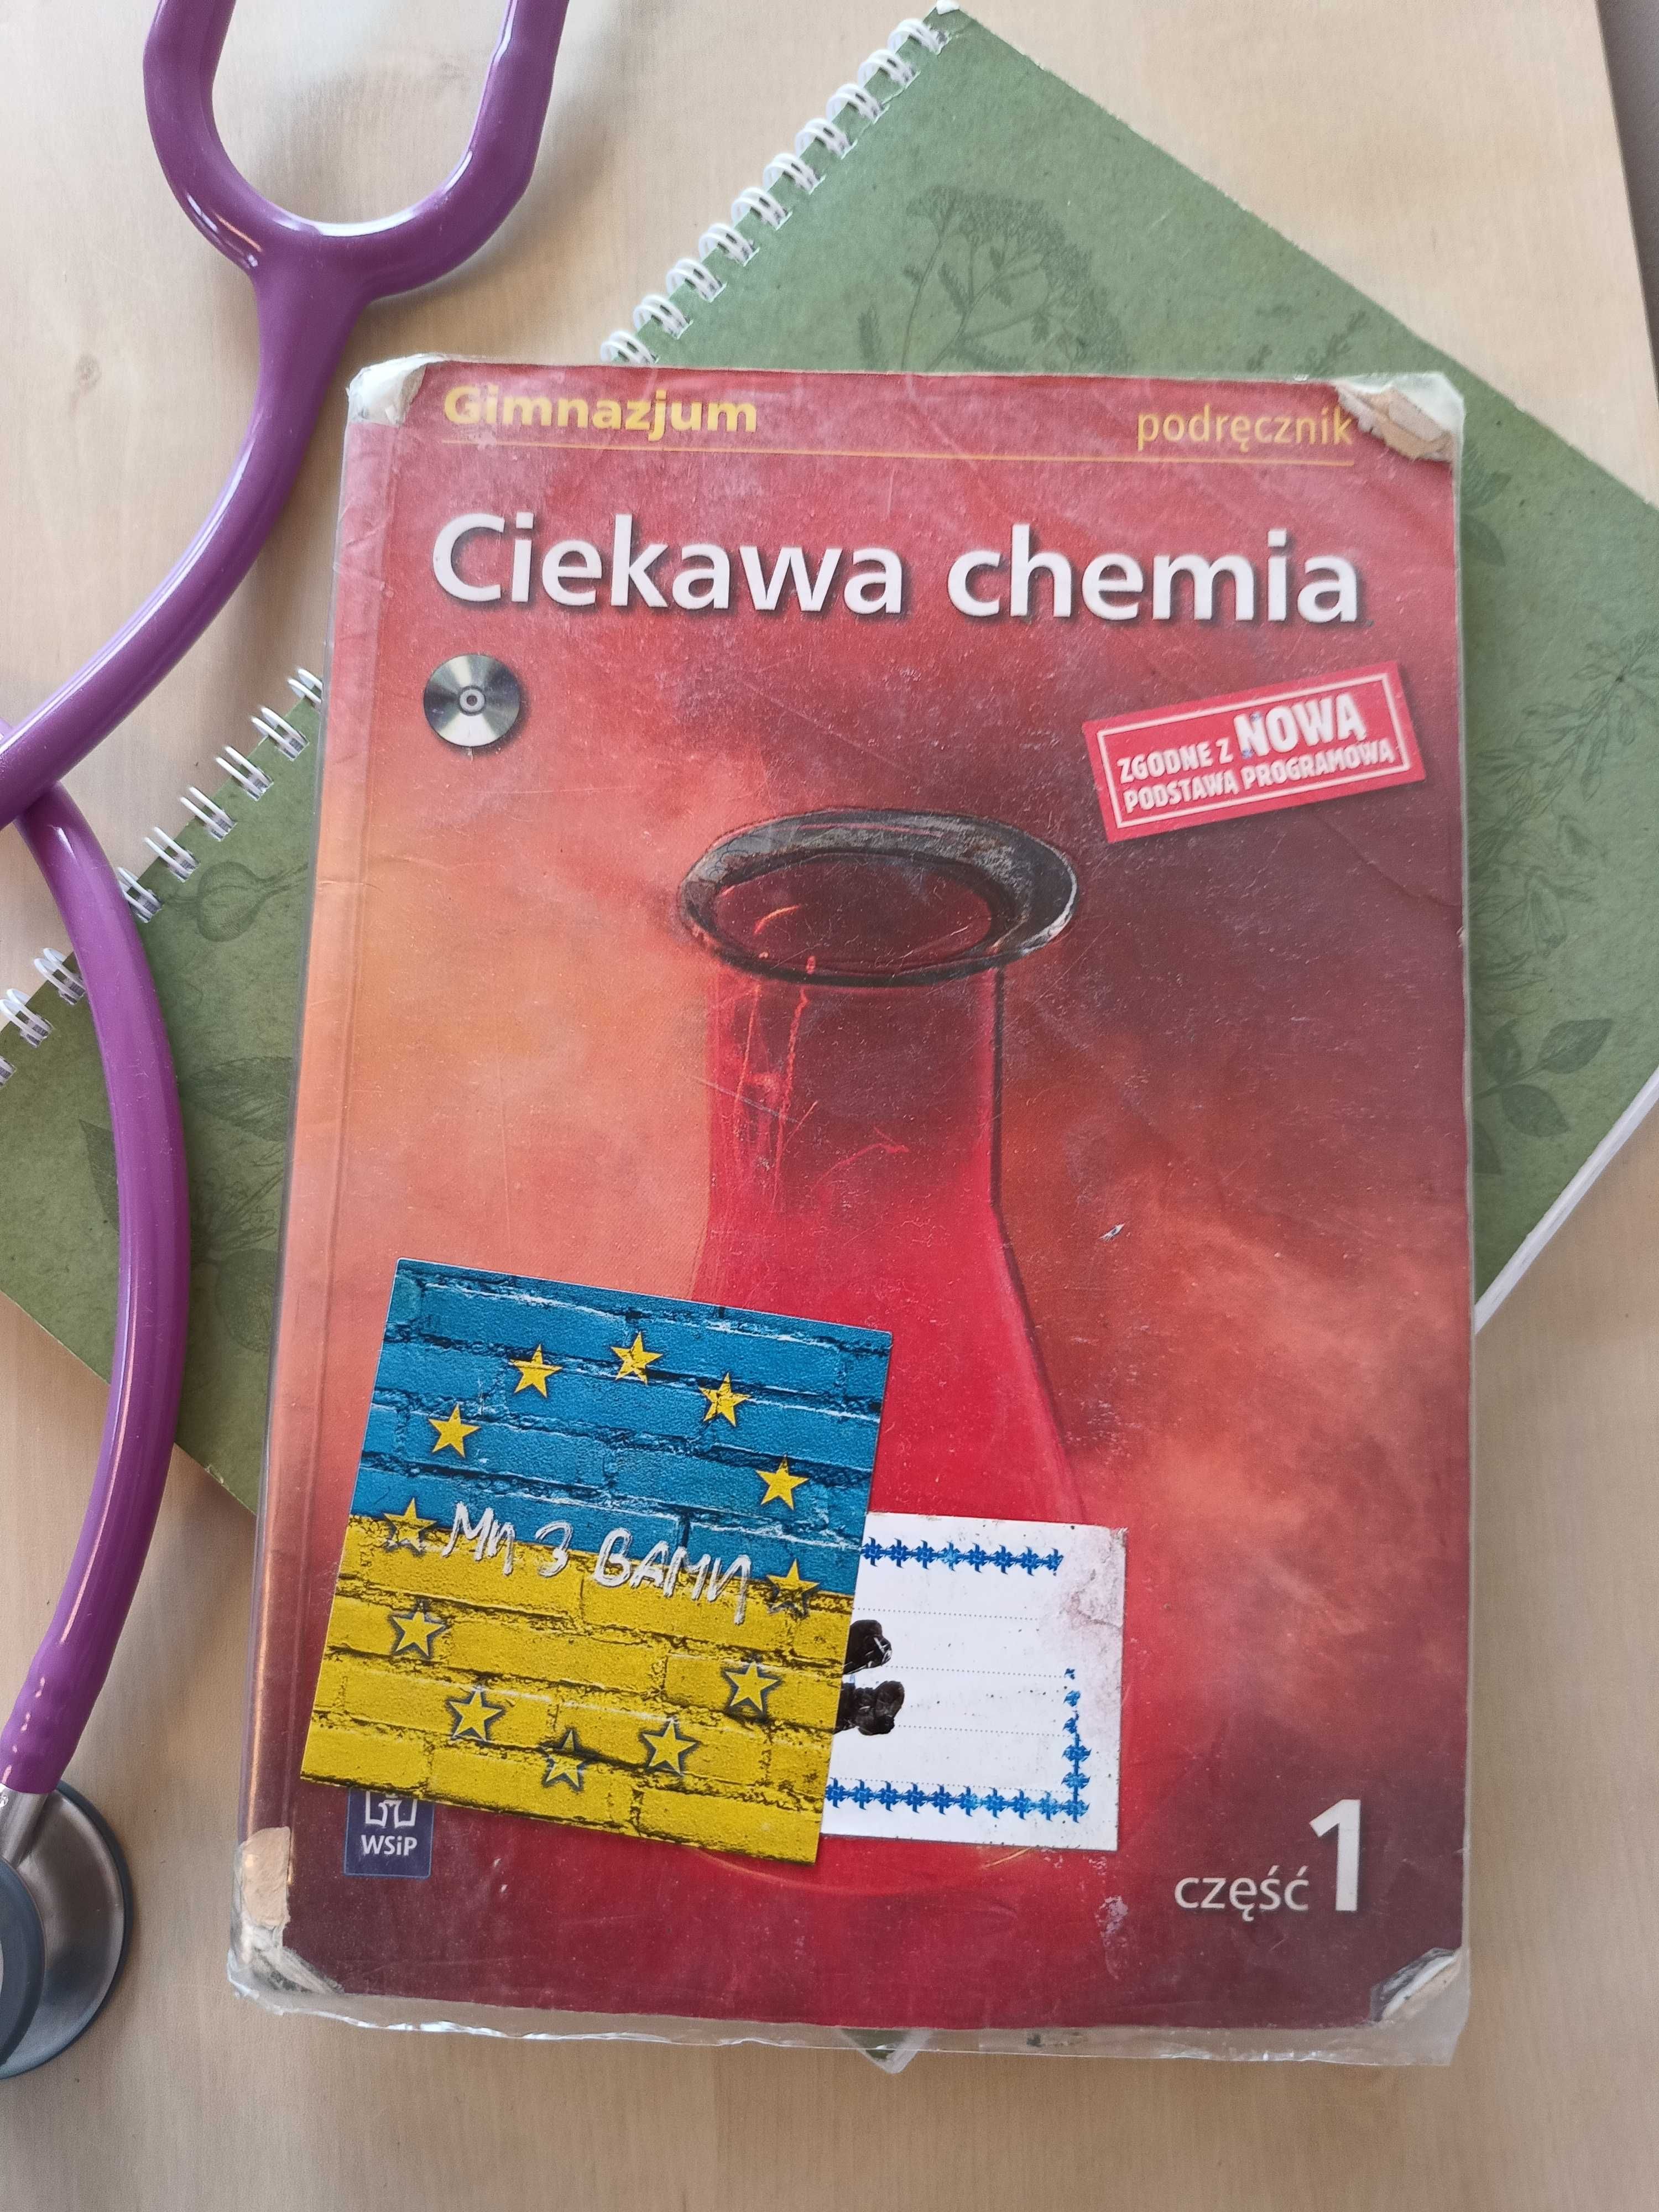 Gimnazjum podręcznik
Ciekawa chemia
ZGODNE Z NOWĄ
PODSTAWĄ PROGRAMOWĄ
МИ З ВАМИ
WSiP
część 1